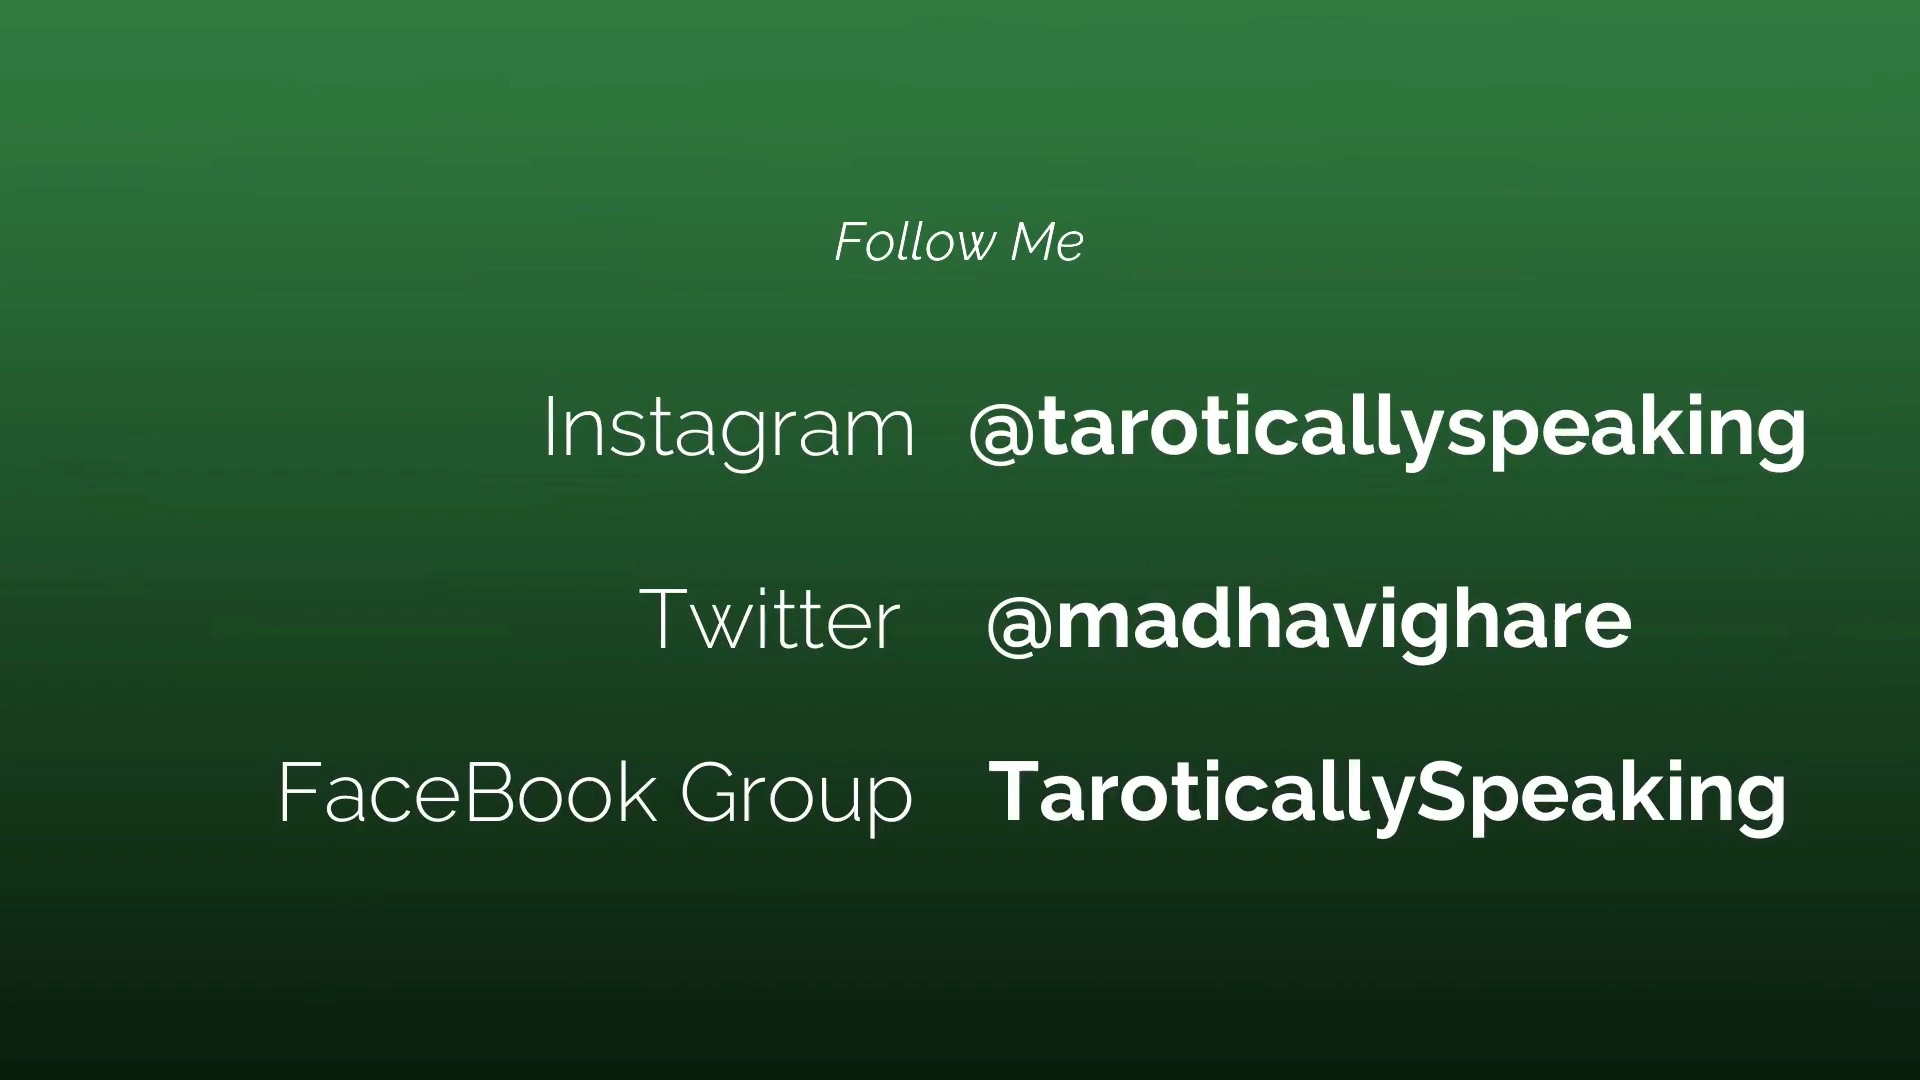 Follow Me
Instagram @taroticallyspeaking
Twitter @madhavighare
FaceBook Group TaroticallySpeaking